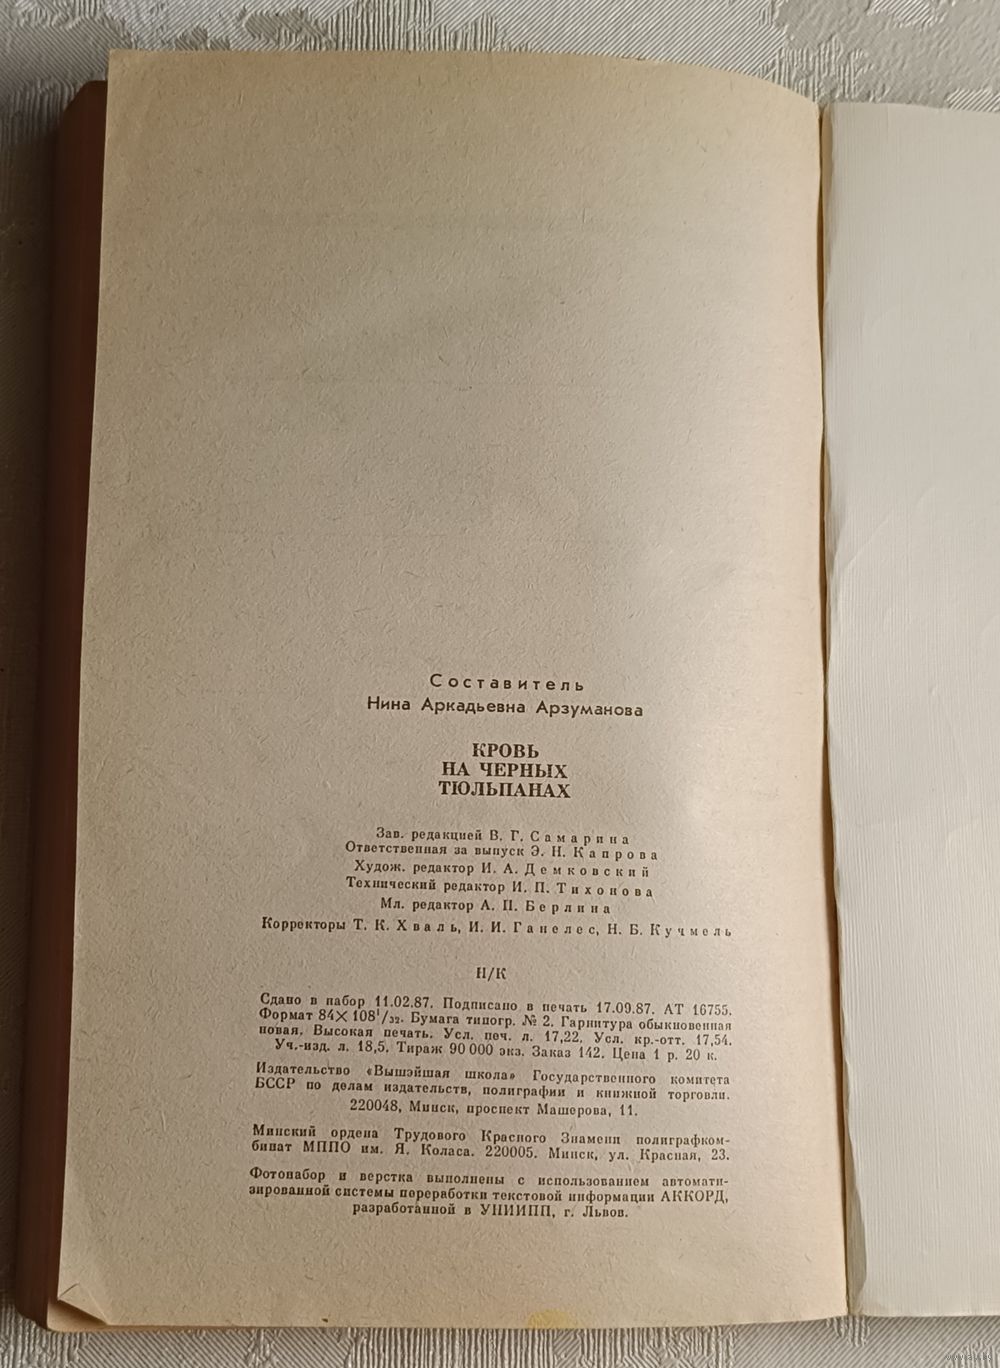 Составитель
Нина Аркадьевна Арзуманова
КРОВЬ
НА ЧЕРНЫХ
ТЮЛЬПАНАХ
Зав. редакцией В. Г. Самарина
Ответственная за выпуск Э. Н. Капрова
Худож. редактор И. А. Демковский
Технический редактор И. П. Тихонова
Мл. редактор А. П. Берлина
Корректоры Т. К. Хваль, И. И. Ганелес, Н. Б. Кучмель
Н/К
Сдано в набор 11.02.87. Подписано в печать 17.09.87. АТ 16755.
Формат 84×108¹/₃₂. Бумага типогр. № 2. Гарнитура обыкновенная
новая. Высокая печать. Усл. печ. л. 17,22. Усл. кр.-отт. 17,54.
Уч.-изд. л. 18,5. Тираж 90 000 экз. Заказ 142. Цена 1 р. 20 к.
Издательство «Вышэйшая школа» Государственного комитета
БССР по делам издательств, полиграфии и книжной торговли.
220048, Минск, проспект Машерова, 11.
Минский ордена Трудового Красного Знамени полиграфком-
бинат МППО им. Я. Коласа. 220005. Минск, ул. Красная, 23.
Фотонабор и верстка выполнены с использованием автомати-
зированной системы переработки текстовой информации АККОРД,
разработанной в УНИИПП, г. Львов.